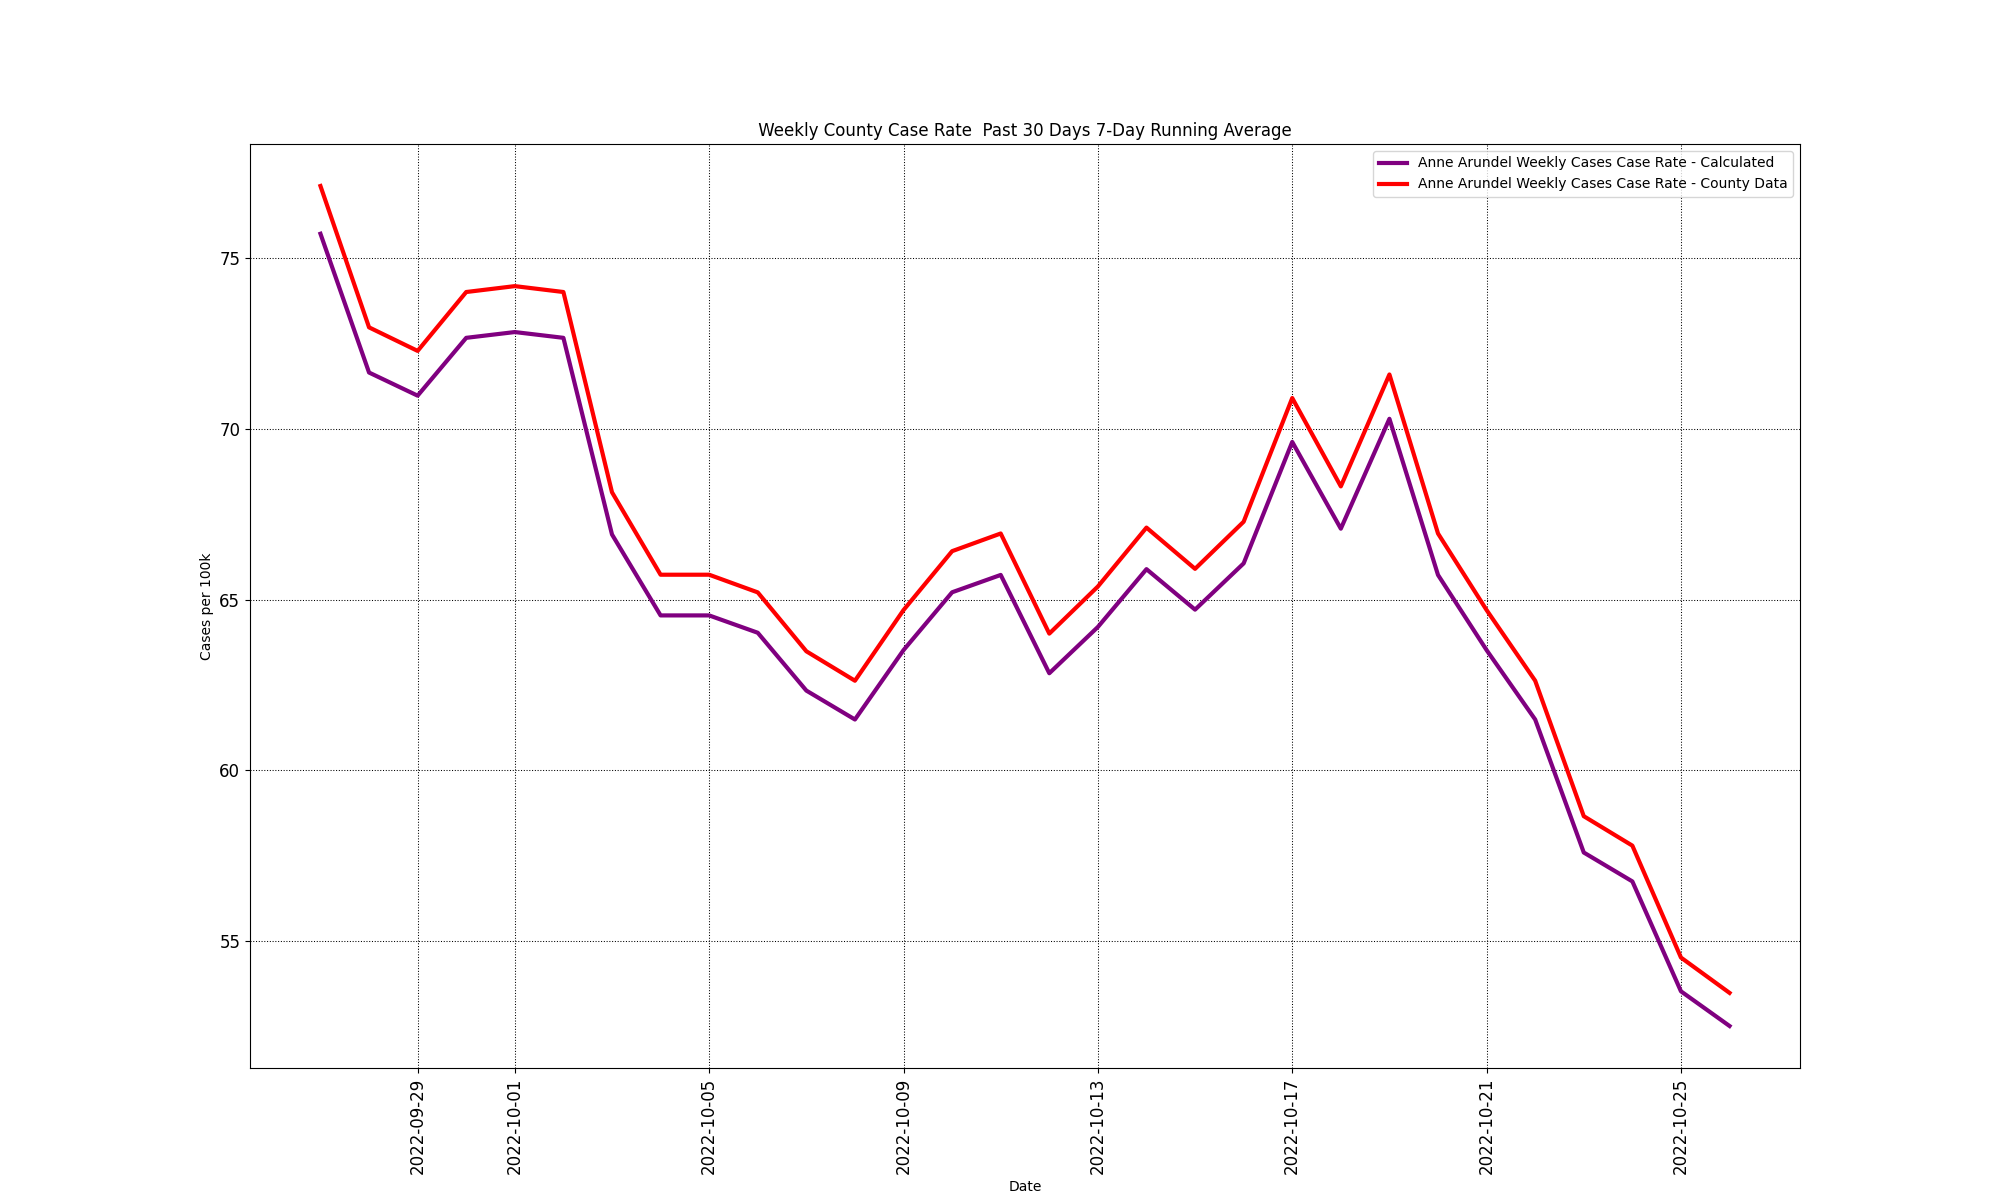 Weekly County Case Rate  Past 30 Days 7-Day Running Average
Anne Arundel Weekly Cases Case Rate - Calculated
Anne Arundel Weekly Cases Case Rate - County Data
Cases per 100k
75
70
65
60
55
2022-09-29
2022-10-01
2022-10-05
2022-10-09
2022-10-13
2022-10-17
2022-10-21
2022-10-25
Date